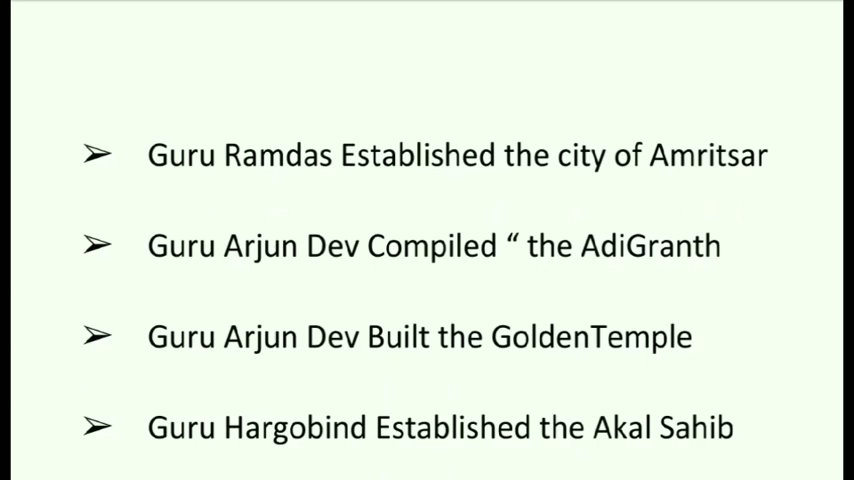 ➢ Guru Ramdas Established the city of Amritsar
➢ Guru Arjun Dev Compiled “ the AdiGranth
➢ Guru Arjun Dev Built the GoldenTemple
➢ Guru Hargobind Established the Akal Sahib